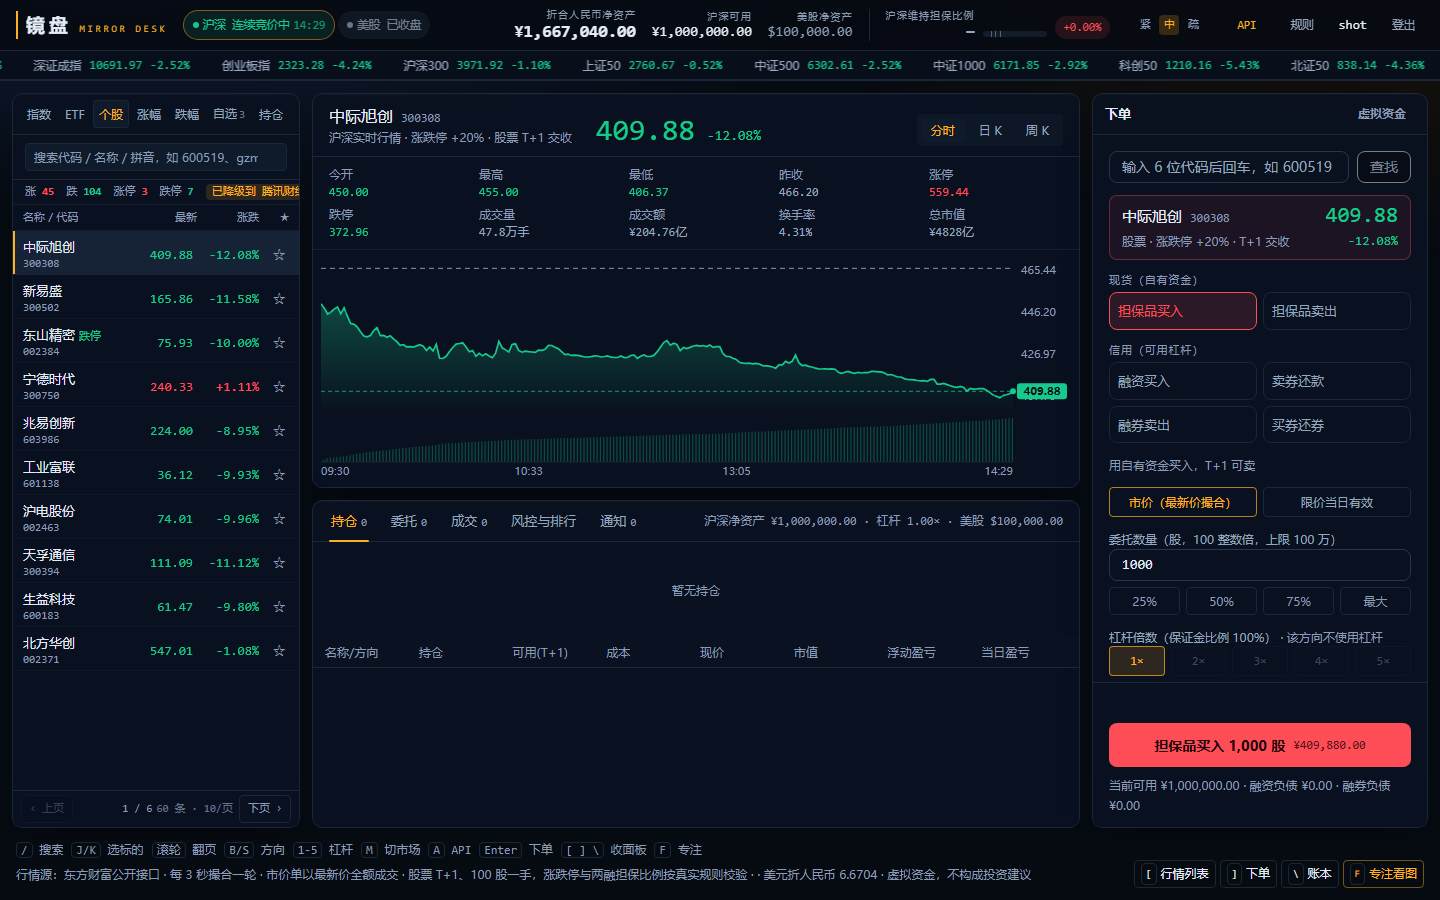 镜盘 MIRROR DESK
沪深 连续竞价中 14:29
美股 已收盘
折合人民币净资产 ¥1,667,040.00
沪深可用 ¥1,000,000.00
美股净资产 $100,000.00
沪深维持担保比例 — +0.00%
紧 中 疏
API 规则 shot 登出
深证成指 10691.97 -2.52% 创业板指 2323.28 -4.24% 沪深300 3971.92 -1.10% 上证50 2760.67 -0.52% 中证500 6302.61 -2.52% 中证1000 6171.85 -2.92% 科创50 1210.16 -5.43% 北证50 838.14 -4.36%
指数 ETF 个股 涨幅 跌幅 自选 3 持仓
搜索代码 / 名称 / 拼音，如 600519、gzm
涨 45 跌 104 涨停 3 跌停 7 已降级到 腾讯财经
名称 / 代码 最新 涨跌 ★
中际旭创 409.88 -12.08% ☆
300308
新易盛 165.86 -11.58% ☆
300502
东山精密 跌停 75.93 -10.00% ☆
002384
宁德时代 240.33 +1.11% ☆
300750
兆易创新 224.00 -8.95% ☆
603986
工业富联 36.12 -9.93% ☆
601138
沪电股份 74.01 -9.96% ☆
002463
天孚通信 111.09 -11.12% ☆
300394
生益科技 61.47 -9.80% ☆
600183
北方华创 547.01 -1.08% ☆
002371
‹ 上页 1 / 6 60 条 · 10/页 下页 ›
中际旭创 300308
沪深实时行情 · 涨跌停 +20% · 股票 T+1 交收
409.88 -12.08%
分时 日 K 周 K
今开 最高 最低 昨收 涨停
450.00 455.00 406.37 466.20 559.44
跌停 成交量 成交额 换手率 总市值
372.96 47.8万手 ¥204.76亿 4.31% ¥4828亿
465.44
446.20
426.97
409.88
09:30 10:33 13:05 14:29
持仓 0 委托 0 成交 0 风控与排行 通知 0
沪深净资产 ¥1,000,000.00 · 杠杆 1.00× · 美股 $100,000.00
暂无持仓
名称/方向 持仓 可用(T+1) 成本 现价 市值 浮动盈亏 当日盈亏
下单 虚拟资金
输入 6 位代码后回车，如 600519 查找
中际旭创 300308 409.88
股票 · 涨跌停 +20% · T+1 交收 -12.08%
现货（自有资金）
担保品买入 担保品卖出
信用（可用杠杆）
融资买入 卖券还款
融券卖出 买券还券
用自有资金买入，T+1 可卖
市价（最新价撮合） 限价当日有效
委托数量（股，100 整数倍，上限 100 万）
1000
25% 50% 75% 最大
杠杆倍数（保证金比例 100%） · 该方向不使用杠杆
1× 2× 3× 4× 5×
担保品买入 1,000 股 ¥409,880.00
当前可用 ¥1,000,000.00 · 融资负债 ¥0.00 · 融券负债
¥0.00
/ 搜索 J/K 选标的 滚轮 翻页 B/S 方向 1-5 杠杆 M 切市场 A API Enter 下单 [ ] \ 收面板 F 专注
行情源：东方财富公开接口 · 每 3 秒撮合一轮 · 市价单以最新价全额成交 · 股票 T+1、100 股一手，涨跌停与两融担保比例按真实规则校验 · · 美元折人民币 6.6704 · 虚拟资金，不构成投资建议
[ 行情列表 ] 下单 \ 账本 F 专注看图